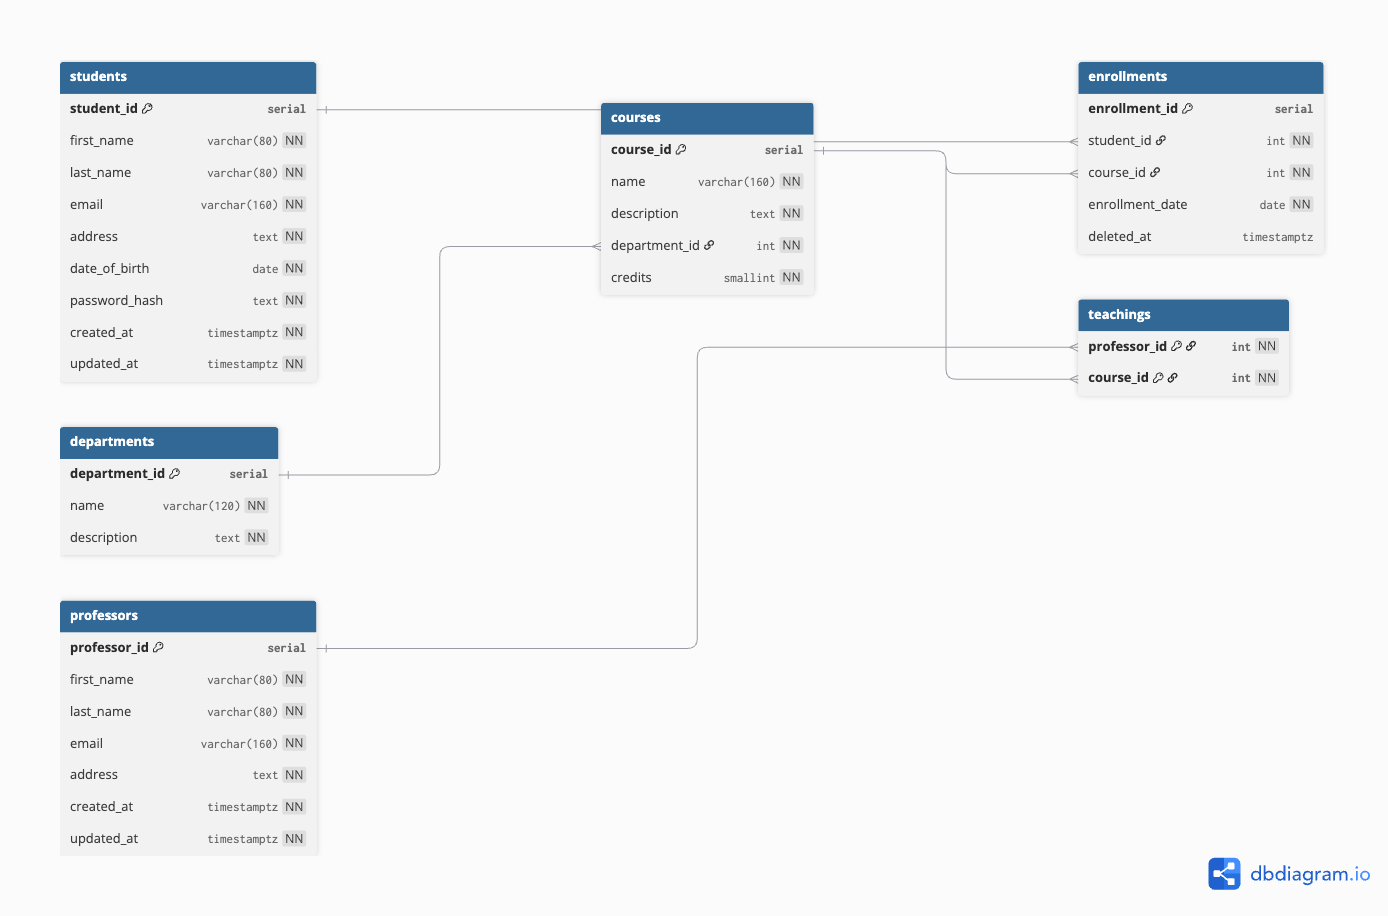 students
student_id serial
first_name varchar(80) NN
last_name varchar(80) NN
email varchar(160) NN
address text NN
date_of_birth date NN
password_hash text NN
created_at timestamptz NN
updated_at timestamptz NN
departments
department_id serial
name varchar(120) NN
description text NN
professors
professor_id serial
first_name varchar(80) NN
last_name varchar(80) NN
email varchar(160) NN
address text NN
created_at timestamptz NN
updated_at timestamptz NN
courses
course_id serial
name varchar(160) NN
description text NN
department_id int NN
credits smallint NN
enrollments
enrollment_id serial
student_id int NN
course_id int NN
enrollment_date date NN
deleted_at timestamptz
teachings
professor_id int NN
course_id int NN
dbdiagram.io